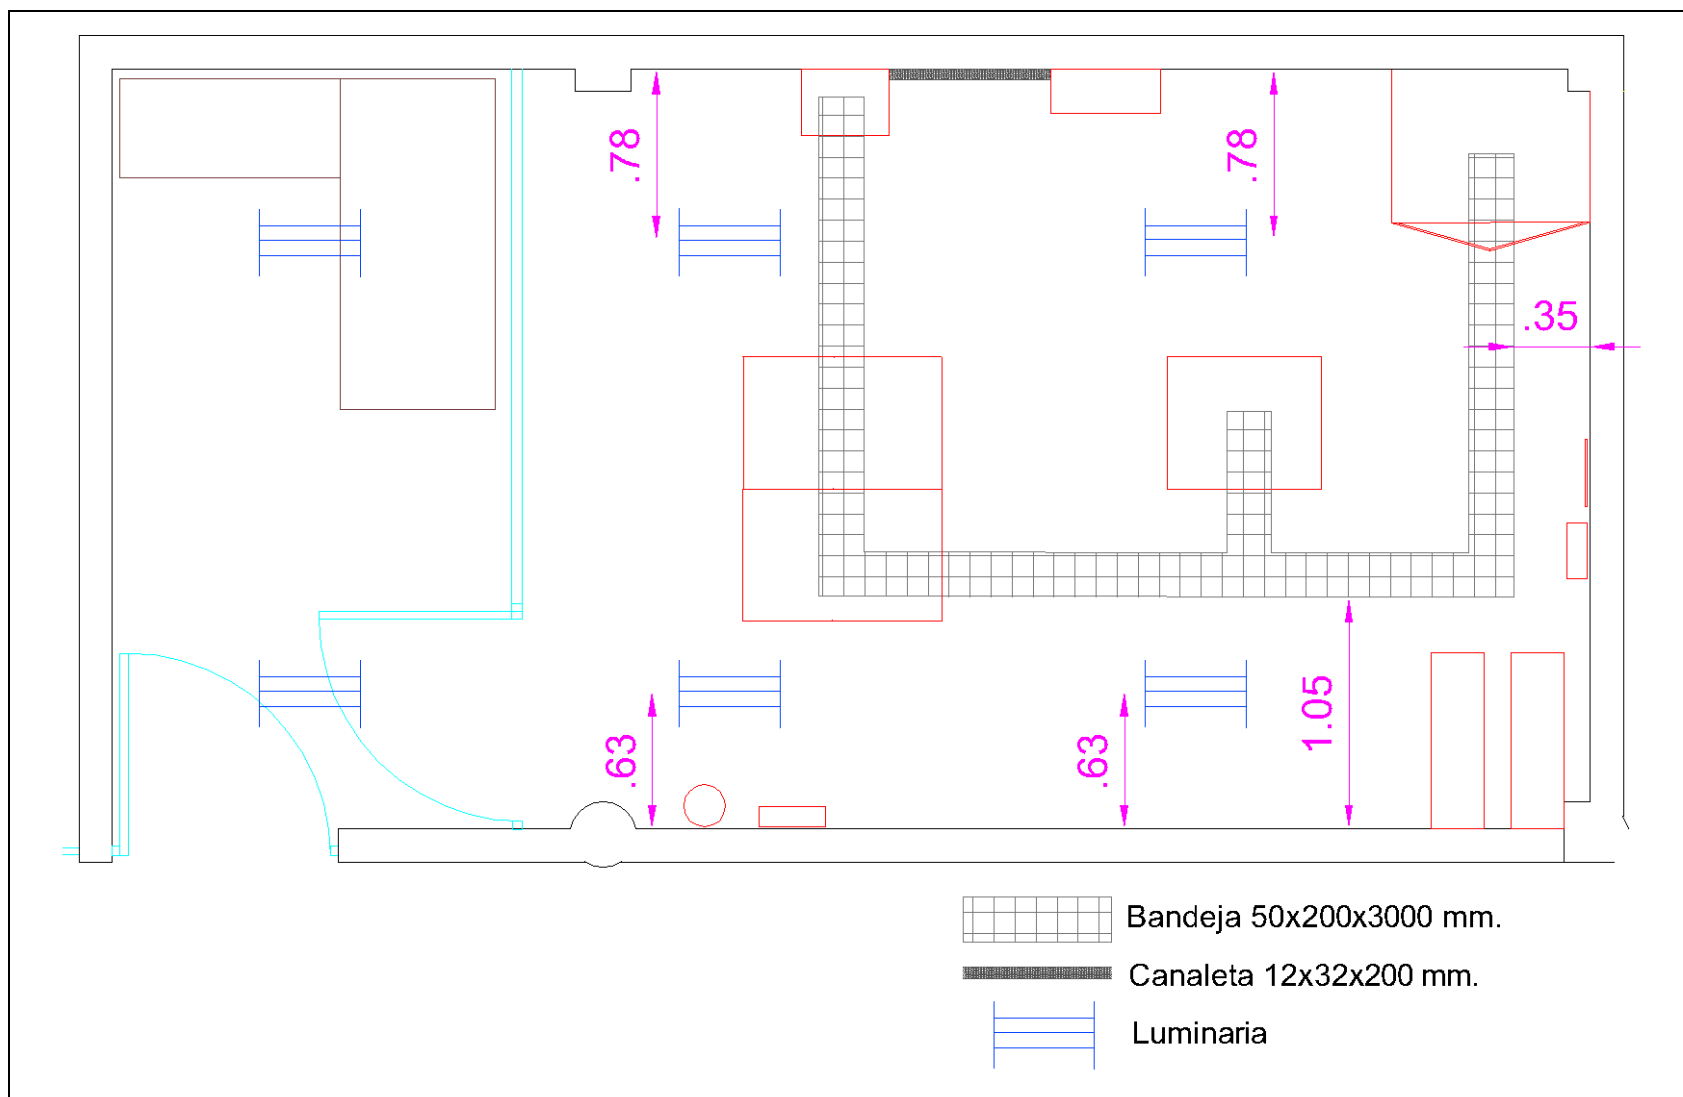 .78
.78
.35
.63
.63
1.05
Bandeja 50x200x3000 mm.
Canaleta 12x32x200 mm.
Luminaria